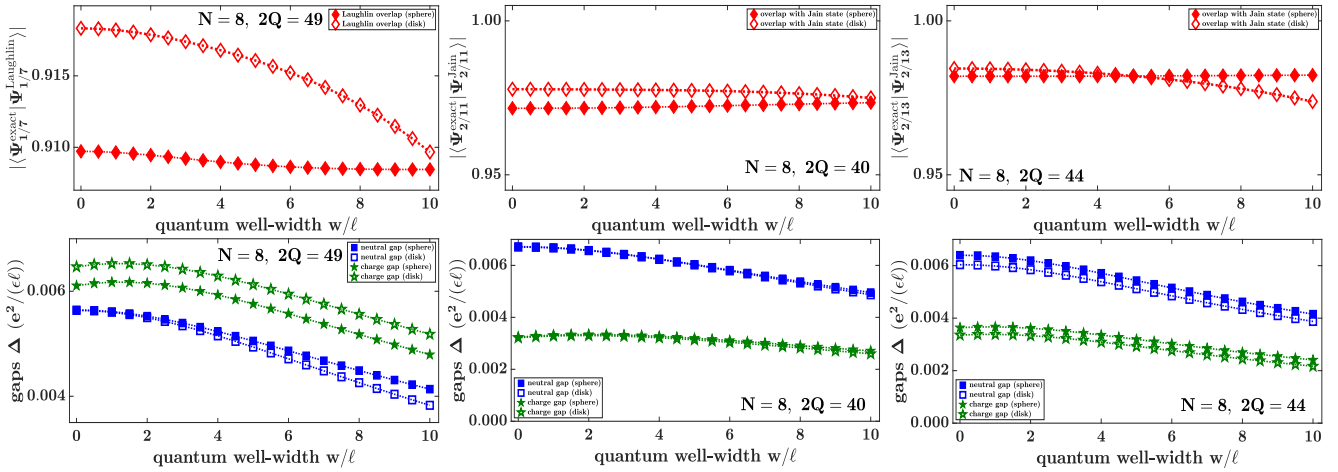 N = 8, 2Q = 49
Laughlin overlap (sphere)
Laughlin overlap (disk)
|⟨Ψ^exact_1/7|Ψ^Laughlin_1/7⟩|
0.915
0.910
0 2 4 6 8 10
quantum well-width w/ℓ
overlap with Jain state (sphere)
overlap with Jain state (disk)
|⟨Ψ^exact_2/11|Ψ^Jain_2/11⟩|
1.00
0.95
N = 8, 2Q = 40
0 2 4 6 8 10
quantum well-width w/ℓ
overlap with Jain state (sphere)
overlap with Jain state (disk)
|⟨Ψ^exact_2/13|Ψ^Jain_2/13⟩|
1.00
0.95
N = 8, 2Q = 44
0 2 4 6 8 10
quantum well-width w/ℓ
N = 8, 2Q = 49
neutral gap (sphere)
neutral gap (disk)
charge gap (sphere)
charge gap (disk)
gaps Δ (e²/(ϵℓ))
0.006
0.004
0 2 4 6 8 10
quantum well-width w/ℓ
gaps Δ (e²/(ϵℓ))
0.006
0.004
0.002
0.000
neutral gap (sphere)
neutral gap (disk)
charge gap (sphere)
charge gap (disk)
N = 8, 2Q = 40
0 2 4 6 8 10
quantum well-width w/ℓ
gaps Δ (e²/(ϵℓ))
0.006
0.004
0.002
0.000
neutral gap (sphere)
neutral gap (disk)
charge gap (sphere)
charge gap (disk)
N = 8, 2Q = 44
0 2 4 6 8 10
quantum well-width w/ℓ